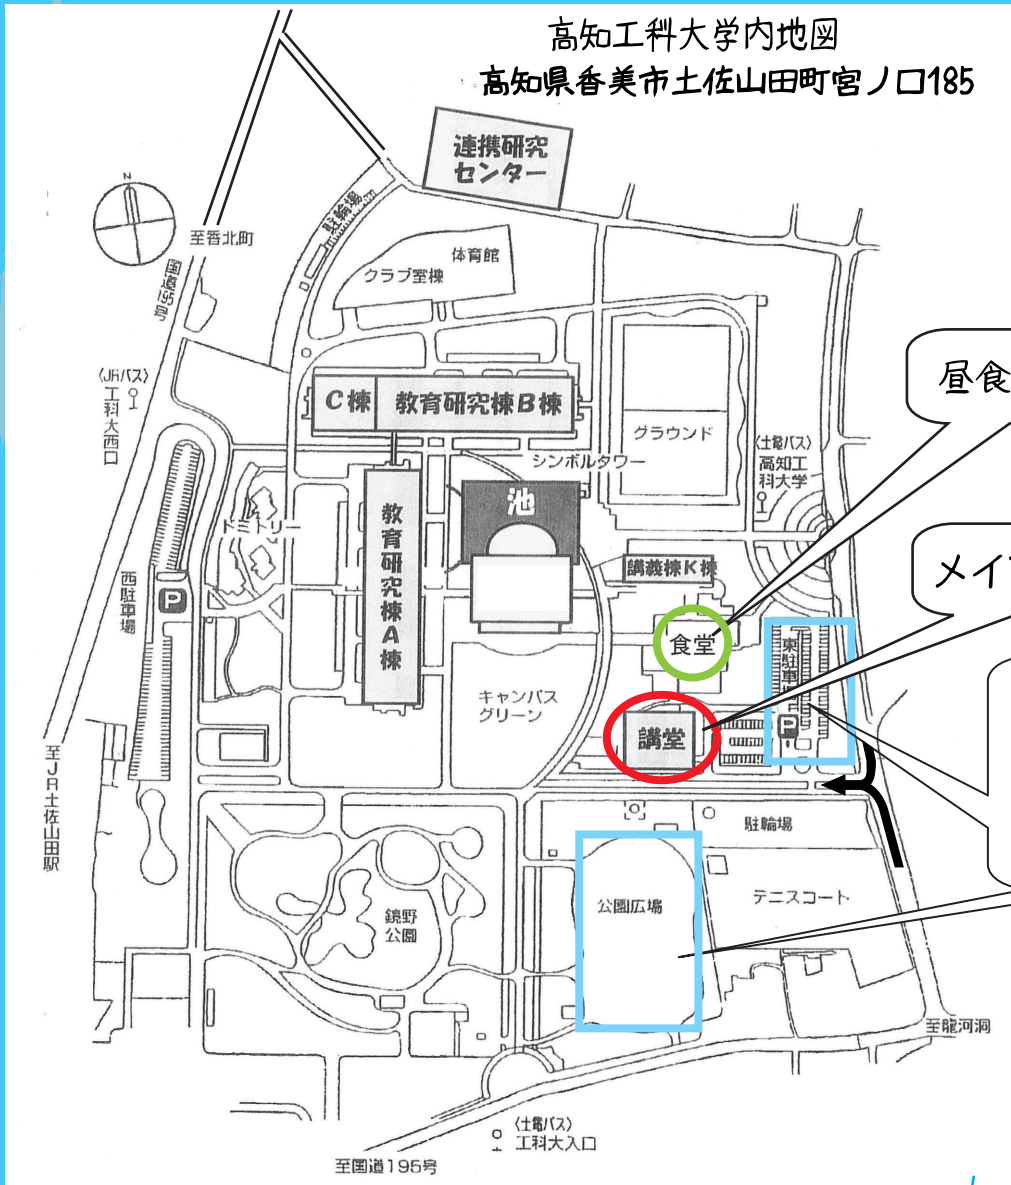 高知工科大学内地図
高知県香美市土佐山田町宮ノ口185
連携研究
センター
N
駐輪場
至香北町
体育館
クラブ室棟
国道195号
〈JRバス〉
工科大西口
C棟
教育研究棟B棟
グラウンド
昼食
シンボルタワー
〈土電バス〉
高知工
科大学
池
ドミトリー
教育研究棟A棟
講義棟K棟
メイ
西駐車場
P
食堂
東駐車場
キャンパス
グリーン
講堂
P
至JR土佐山田駅
駐輪場
公園広場
テニスコート
鏡野
公園
至龍河洞
〈土電バス〉
工科大入口
至国道195号